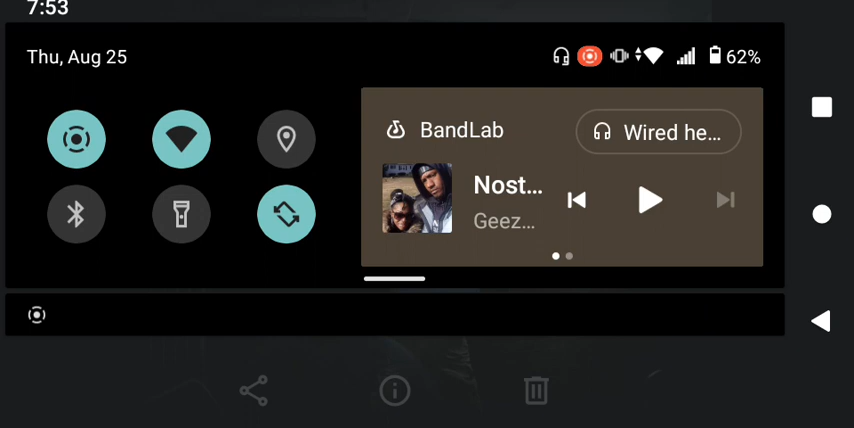 7:53
Thu, Aug 25
62%
BandLab
Wired he...
Nost...
Geez...